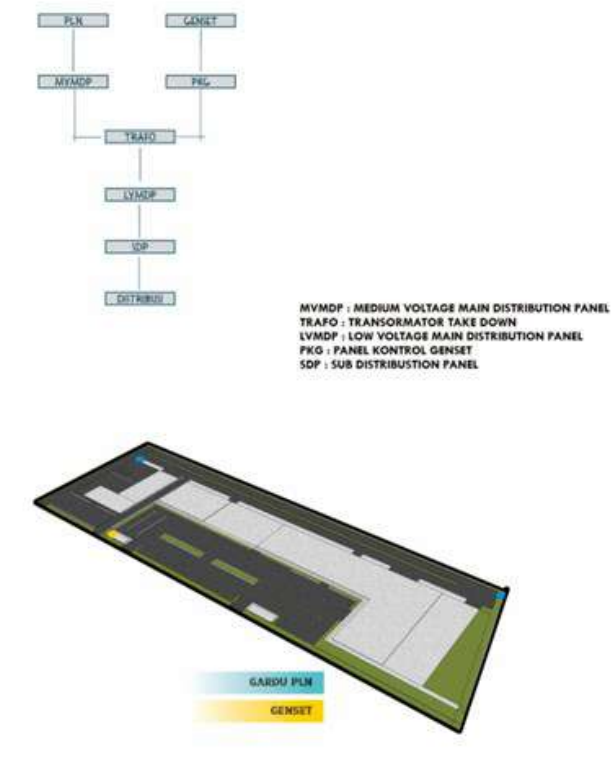 PLN
GENSET
MVMDP
PKG
TRAFO
LVMDP
SDP
DISTRIBUSI
MVMDP : MEDIUM VOLTAGE MAIN DISTRIBUTION PANEL
TRAFO : TRANSORMATOR TAKE DOWN
LVMDP : LOW VOLTAGE MAIN DISTRIBUTION PANEL
PKG : PANEL KONTROL GENSET
SDP : SUB DISTRIBUSTION PANEL
GARDU PLN
GENSET